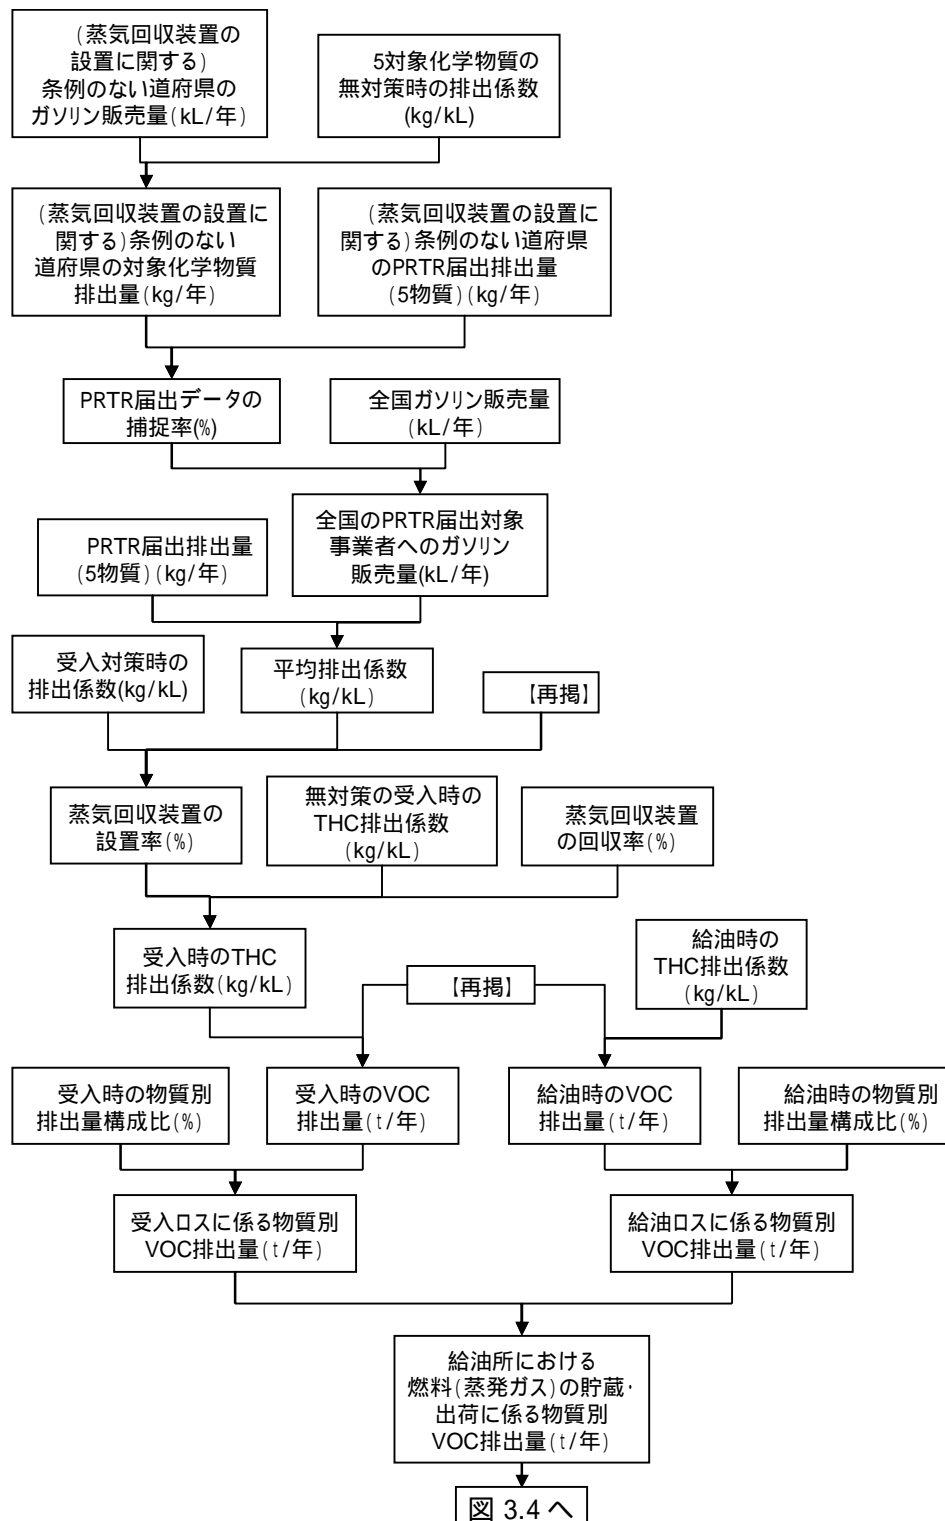 (蒸気回収装置の
設置に関する)
条例のない道府県の
ガソリン販売量(kL/年)
5対象化学物質の
無対策時の排出係数
(kg/kL)
(蒸気回収装置の設置に
関する)条例のない
道府県の対象化学物質
排出量(kg/年)
(蒸気回収装置の設置に
関する)条例のない道府県
のPRTR届出排出量
(5物質)(kg/年)
PRTR届出データの
捕捉率(%)
全国ガソリン販売量
(kL/年)
PRTR届出排出量
(5物質)(kg/年)
全国のPRTR届出対象
事業者へのガソリン
販売量(kL/年)
受入対策時の
排出係数(kg/kL)
平均排出係数
(kg/kL)
【再掲】
蒸気回収装置の
設置率(%)
無対策の受入時の
THC排出係数
(kg/kL)
蒸気回収装置
の回収率(%)
受入時のTHC
排出係数(kg/kL)
【再掲】
給油時の
THC排出係数
(kg/kL)
受入時の物質別
排出量構成比(%)
受入時のVOC
排出量(t/年)
給油時のVOC
排出量(t/年)
給油時の物質別
排出量構成比(%)
受入ロスに係る物質別
VOC排出量(t/年)
給油ロスに係る物質別
VOC排出量(t/年)
給油所における
燃料(蒸発ガス)の貯蔵・
出荷に係る物質別
VOC排出量(t/年)
図 3.4 へ